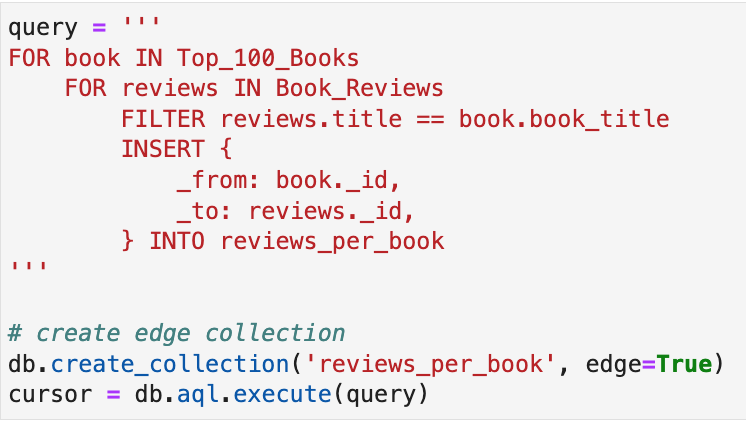 query = '''
FOR book IN Top_100_Books
    FOR reviews IN Book_Reviews
        FILTER reviews.title == book.book_title
        INSERT {
            _from: book._id,
            _to: reviews._id,
        } INTO reviews_per_book
'''
# create edge collection
db.create_collection('reviews_per_book', edge=True)
cursor = db.aql.execute(query)